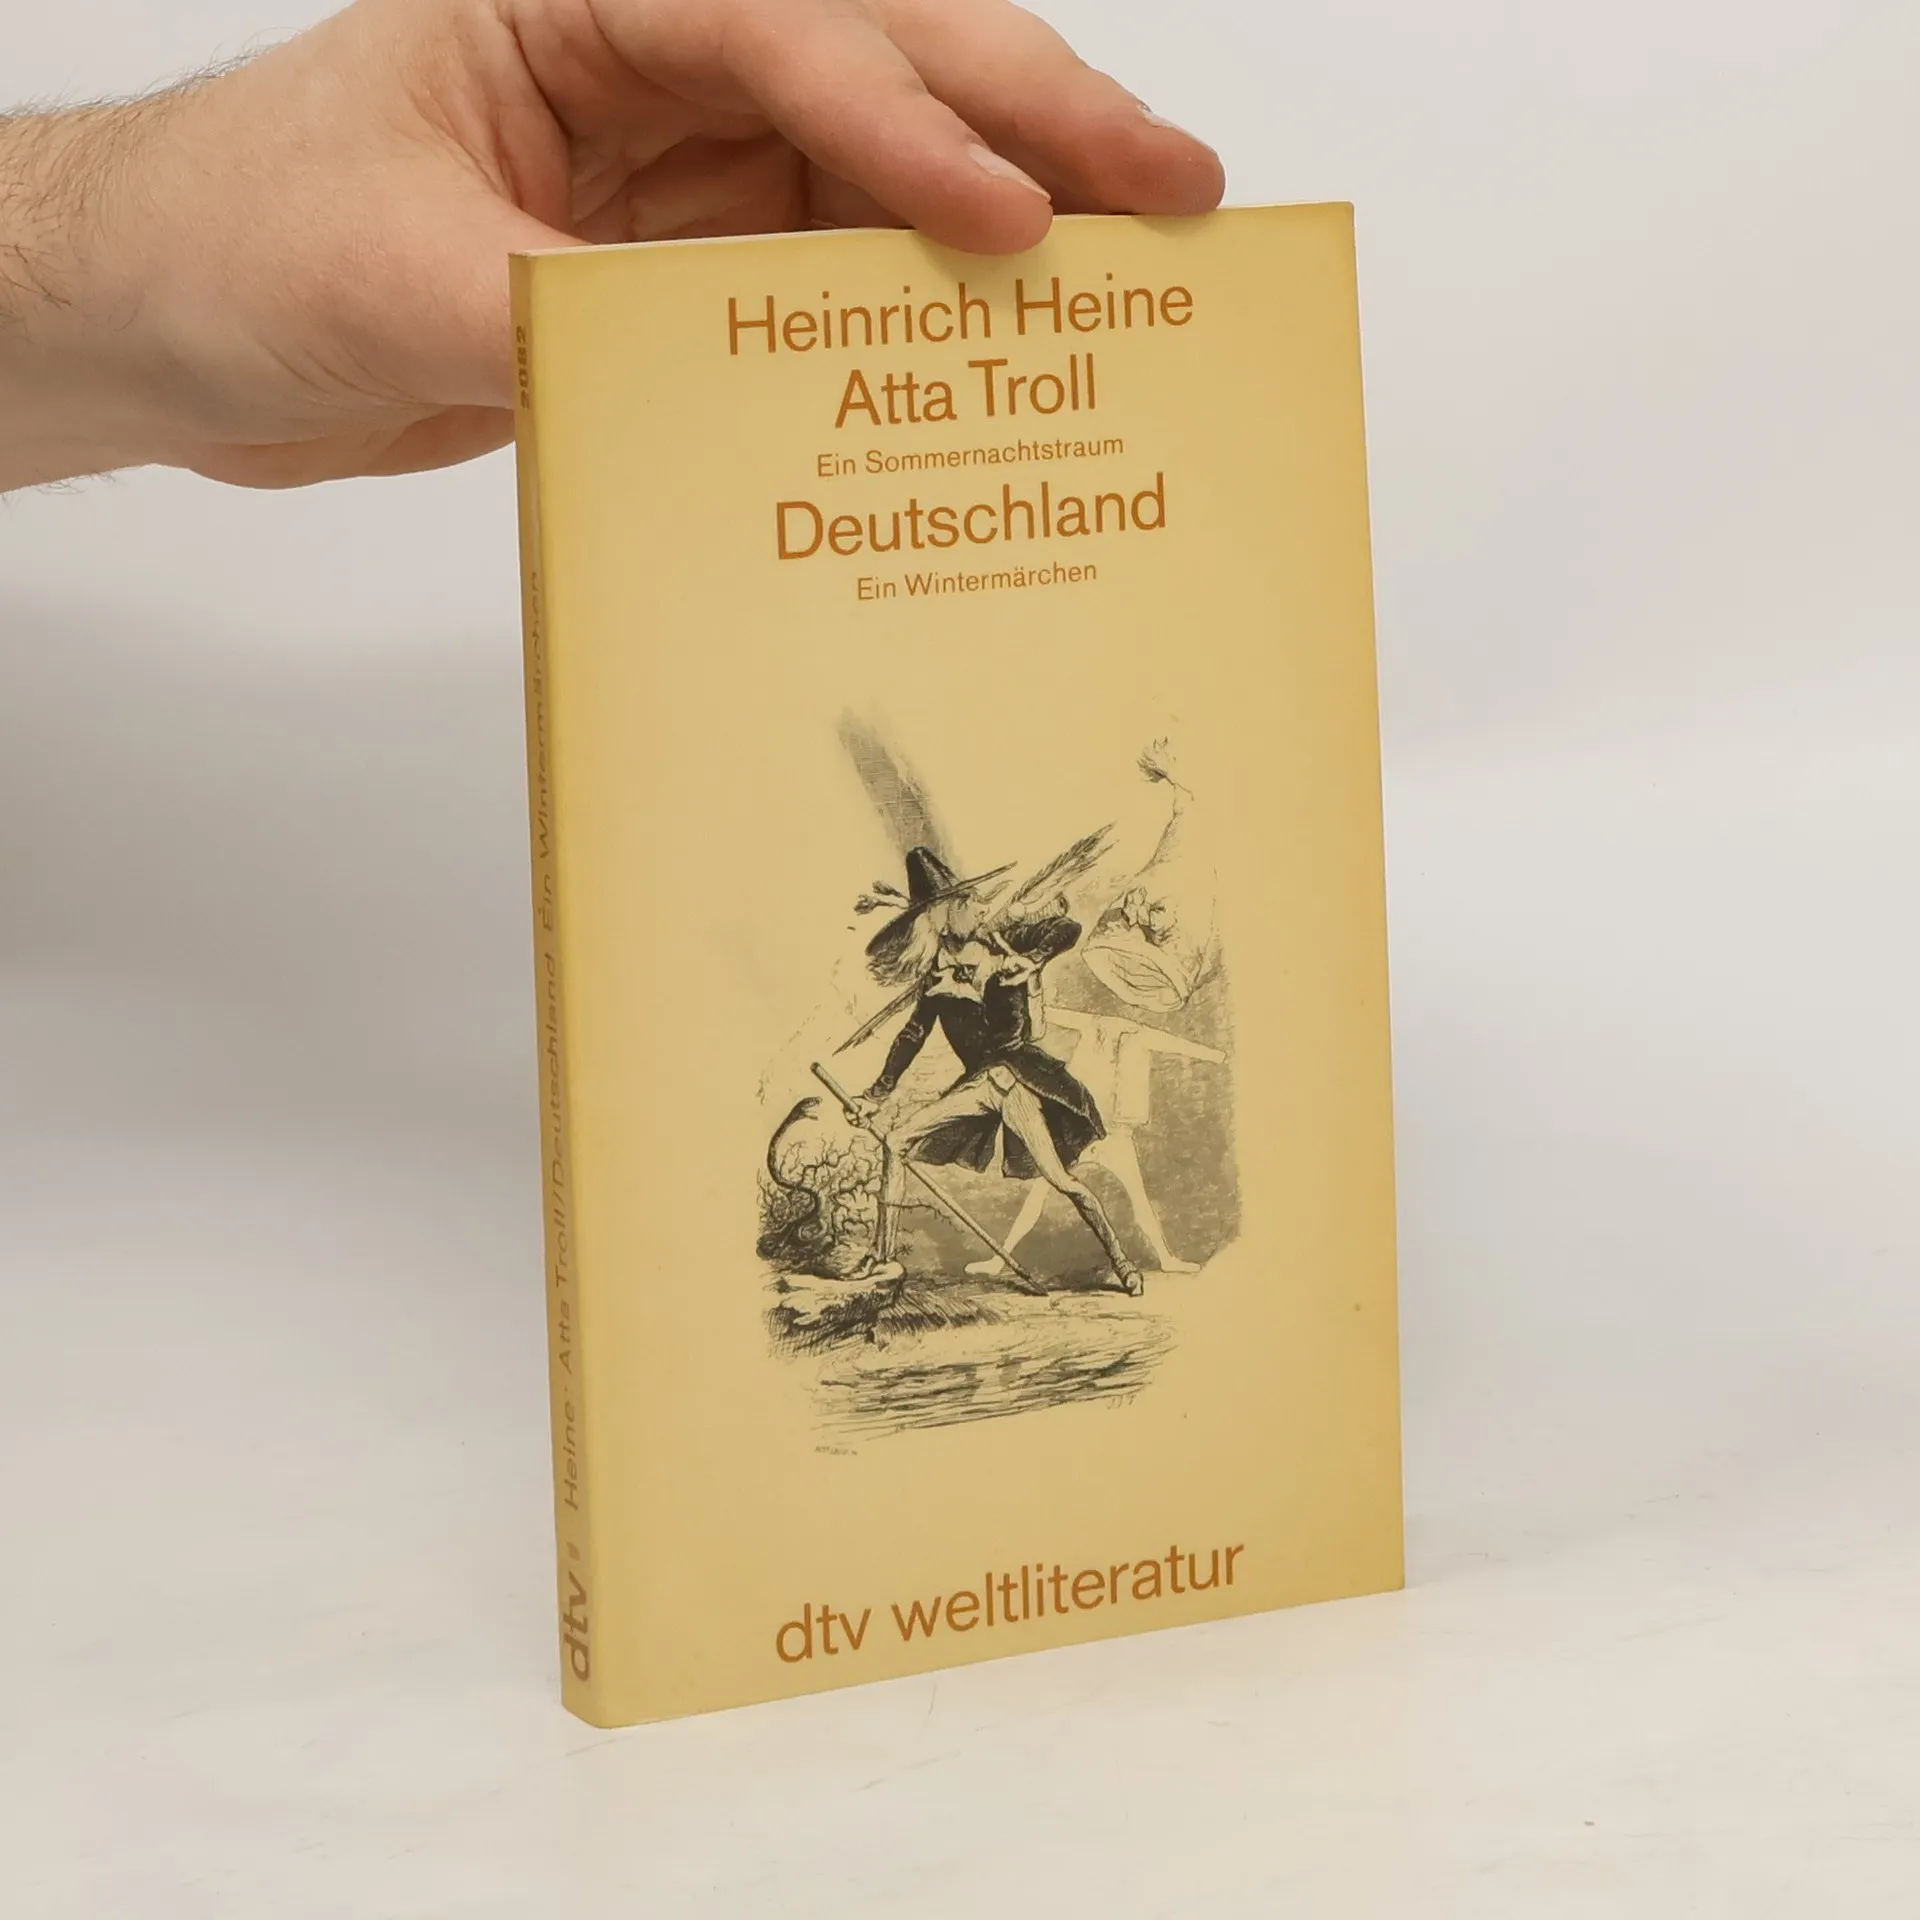 Heinrich Heine
Atta Troll
Ein Sommernachtstraum
Deutschland
Ein Wintermärchen
dtv weltliteratur
dtv Heine: Atta Troll/Deutschland Ein Wintermärchen 2082